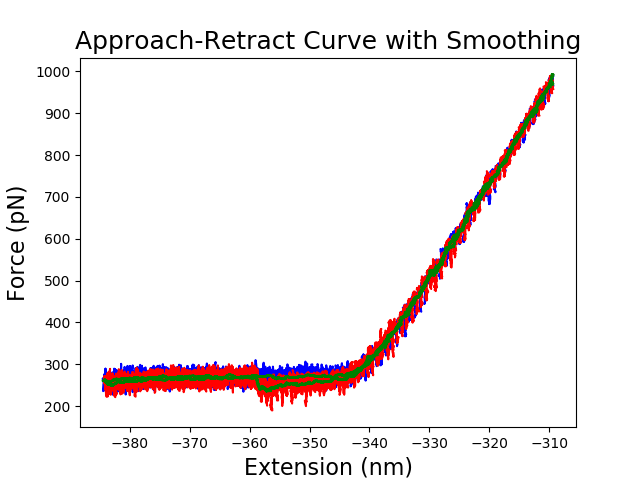 Approach-Retract Curve with Smoothing
Force (pN)
1000
900
800
700
600
500
400
300
200
−380 −370 −360 −350 −340 −330 −320 −310
Extension (nm)